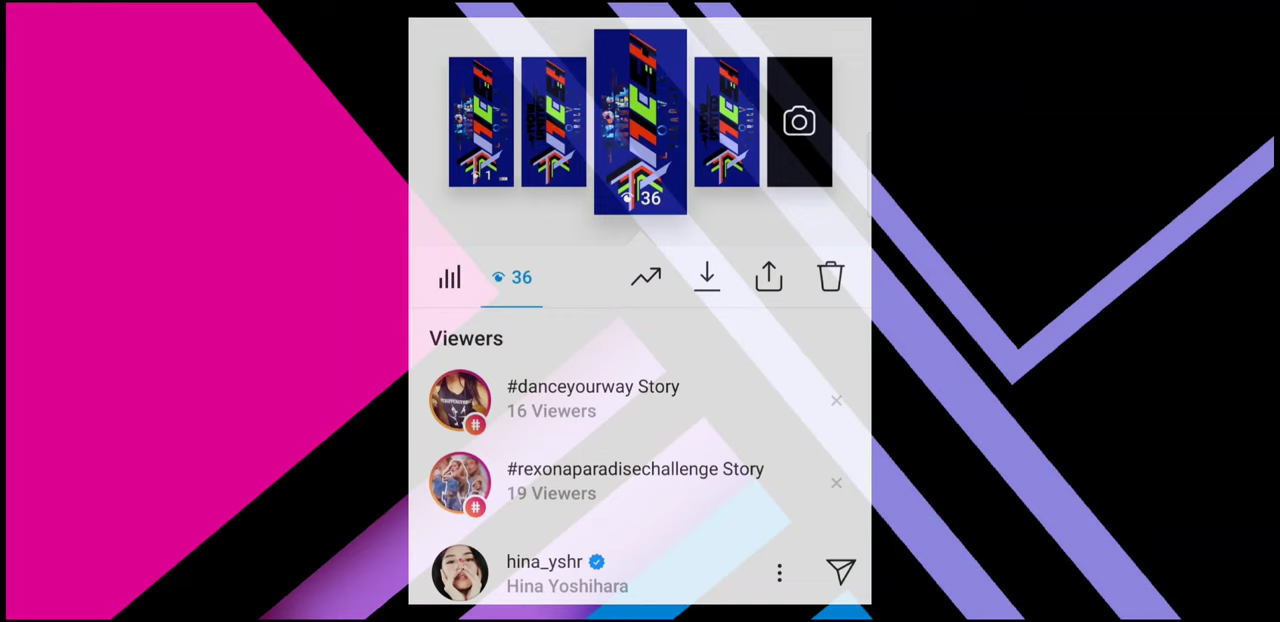 1
36
36
Viewers
#danceyourway Story
16 Viewers
#rexonaparadisechallenge Story
19 Viewers
hina_yshr
Hina Yoshihara